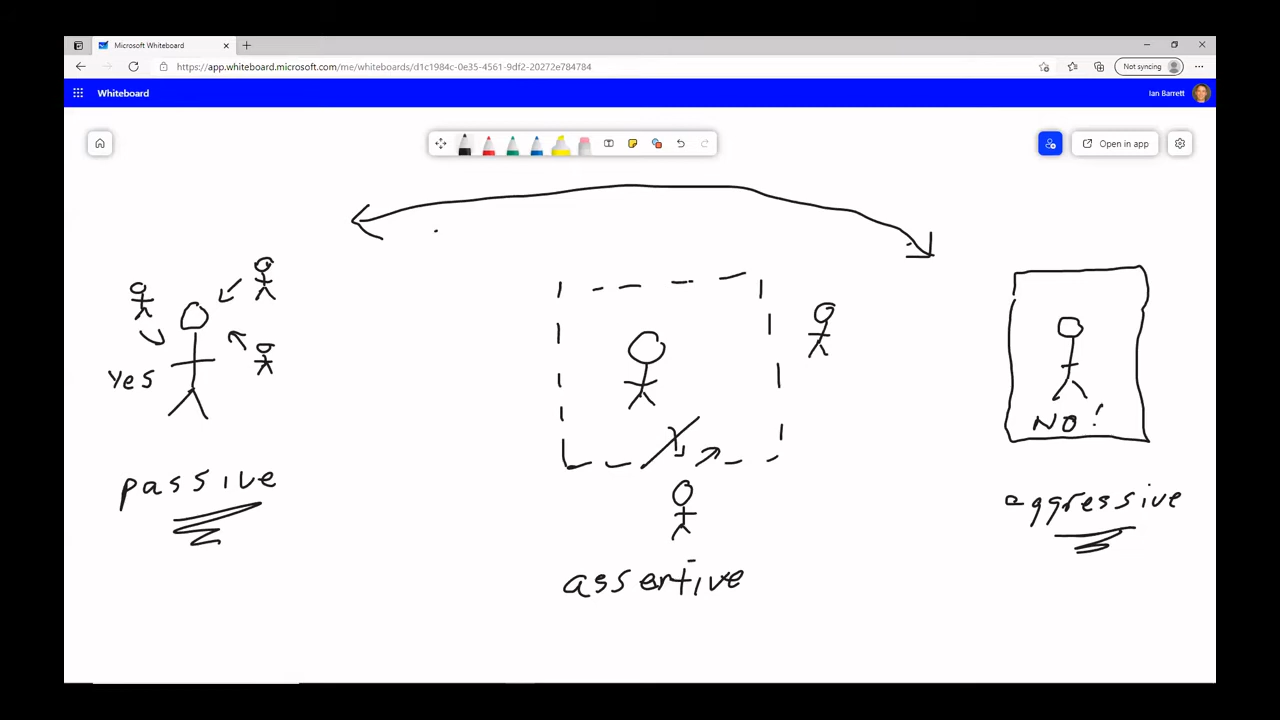 Microsoft Whiteboard
https://app.whiteboard.microsoft.com/me/whiteboards/d1c1984c-0e35-4561-9df2-20272e784784
Not syncing
Whiteboard
Ian Barrett
Open in app
Yes
NO!
passive
aggressive
assertive